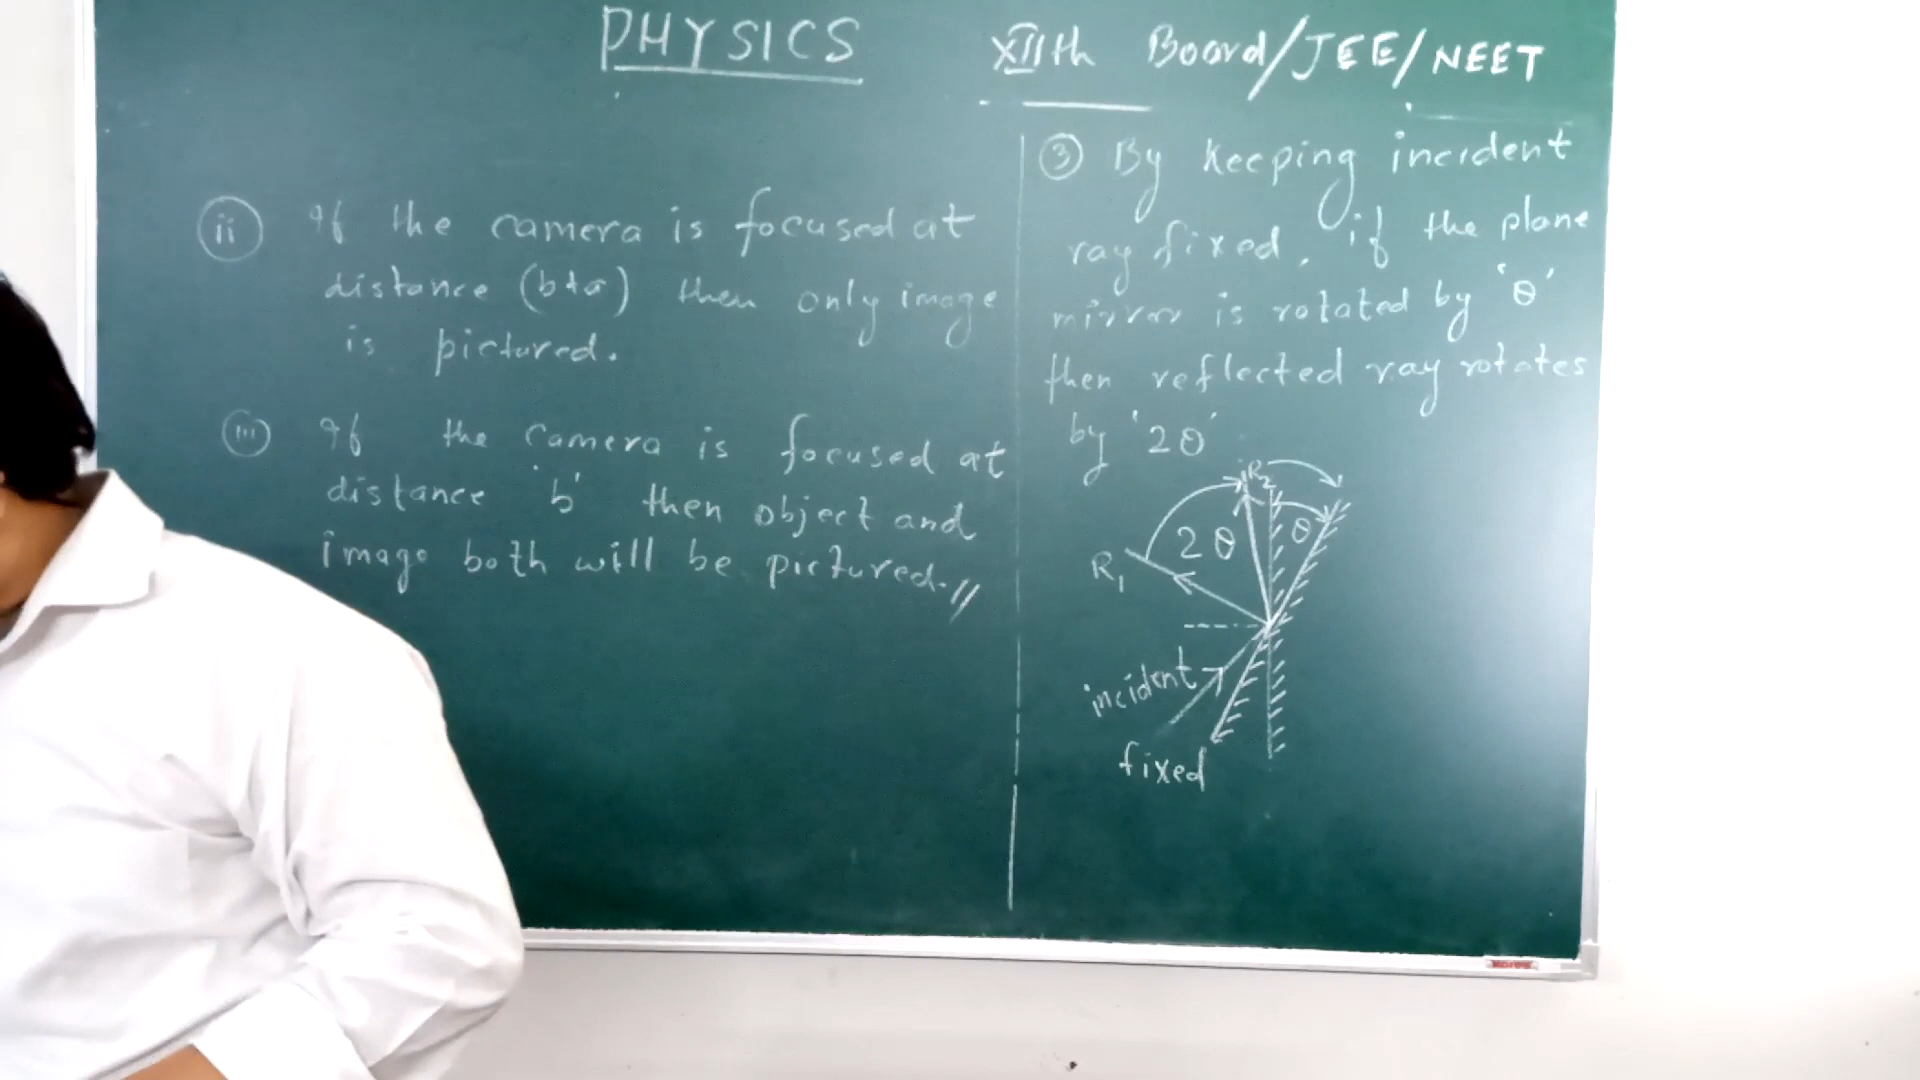 PHYSICS XIIth Board/JEE/NEET
(ii) If the camera is focused at
distance (b+a) then only image
is pictured.
(iii) If the camera is focused at
distance 'b' then object and
image both will be pictured.//
③ By keeping incident
ray fixed, if the plane
mirror is rotated by 'θ'
then reflected ray rotates
by '2θ'
R₂
2θ θ
R₁
incident
fixed